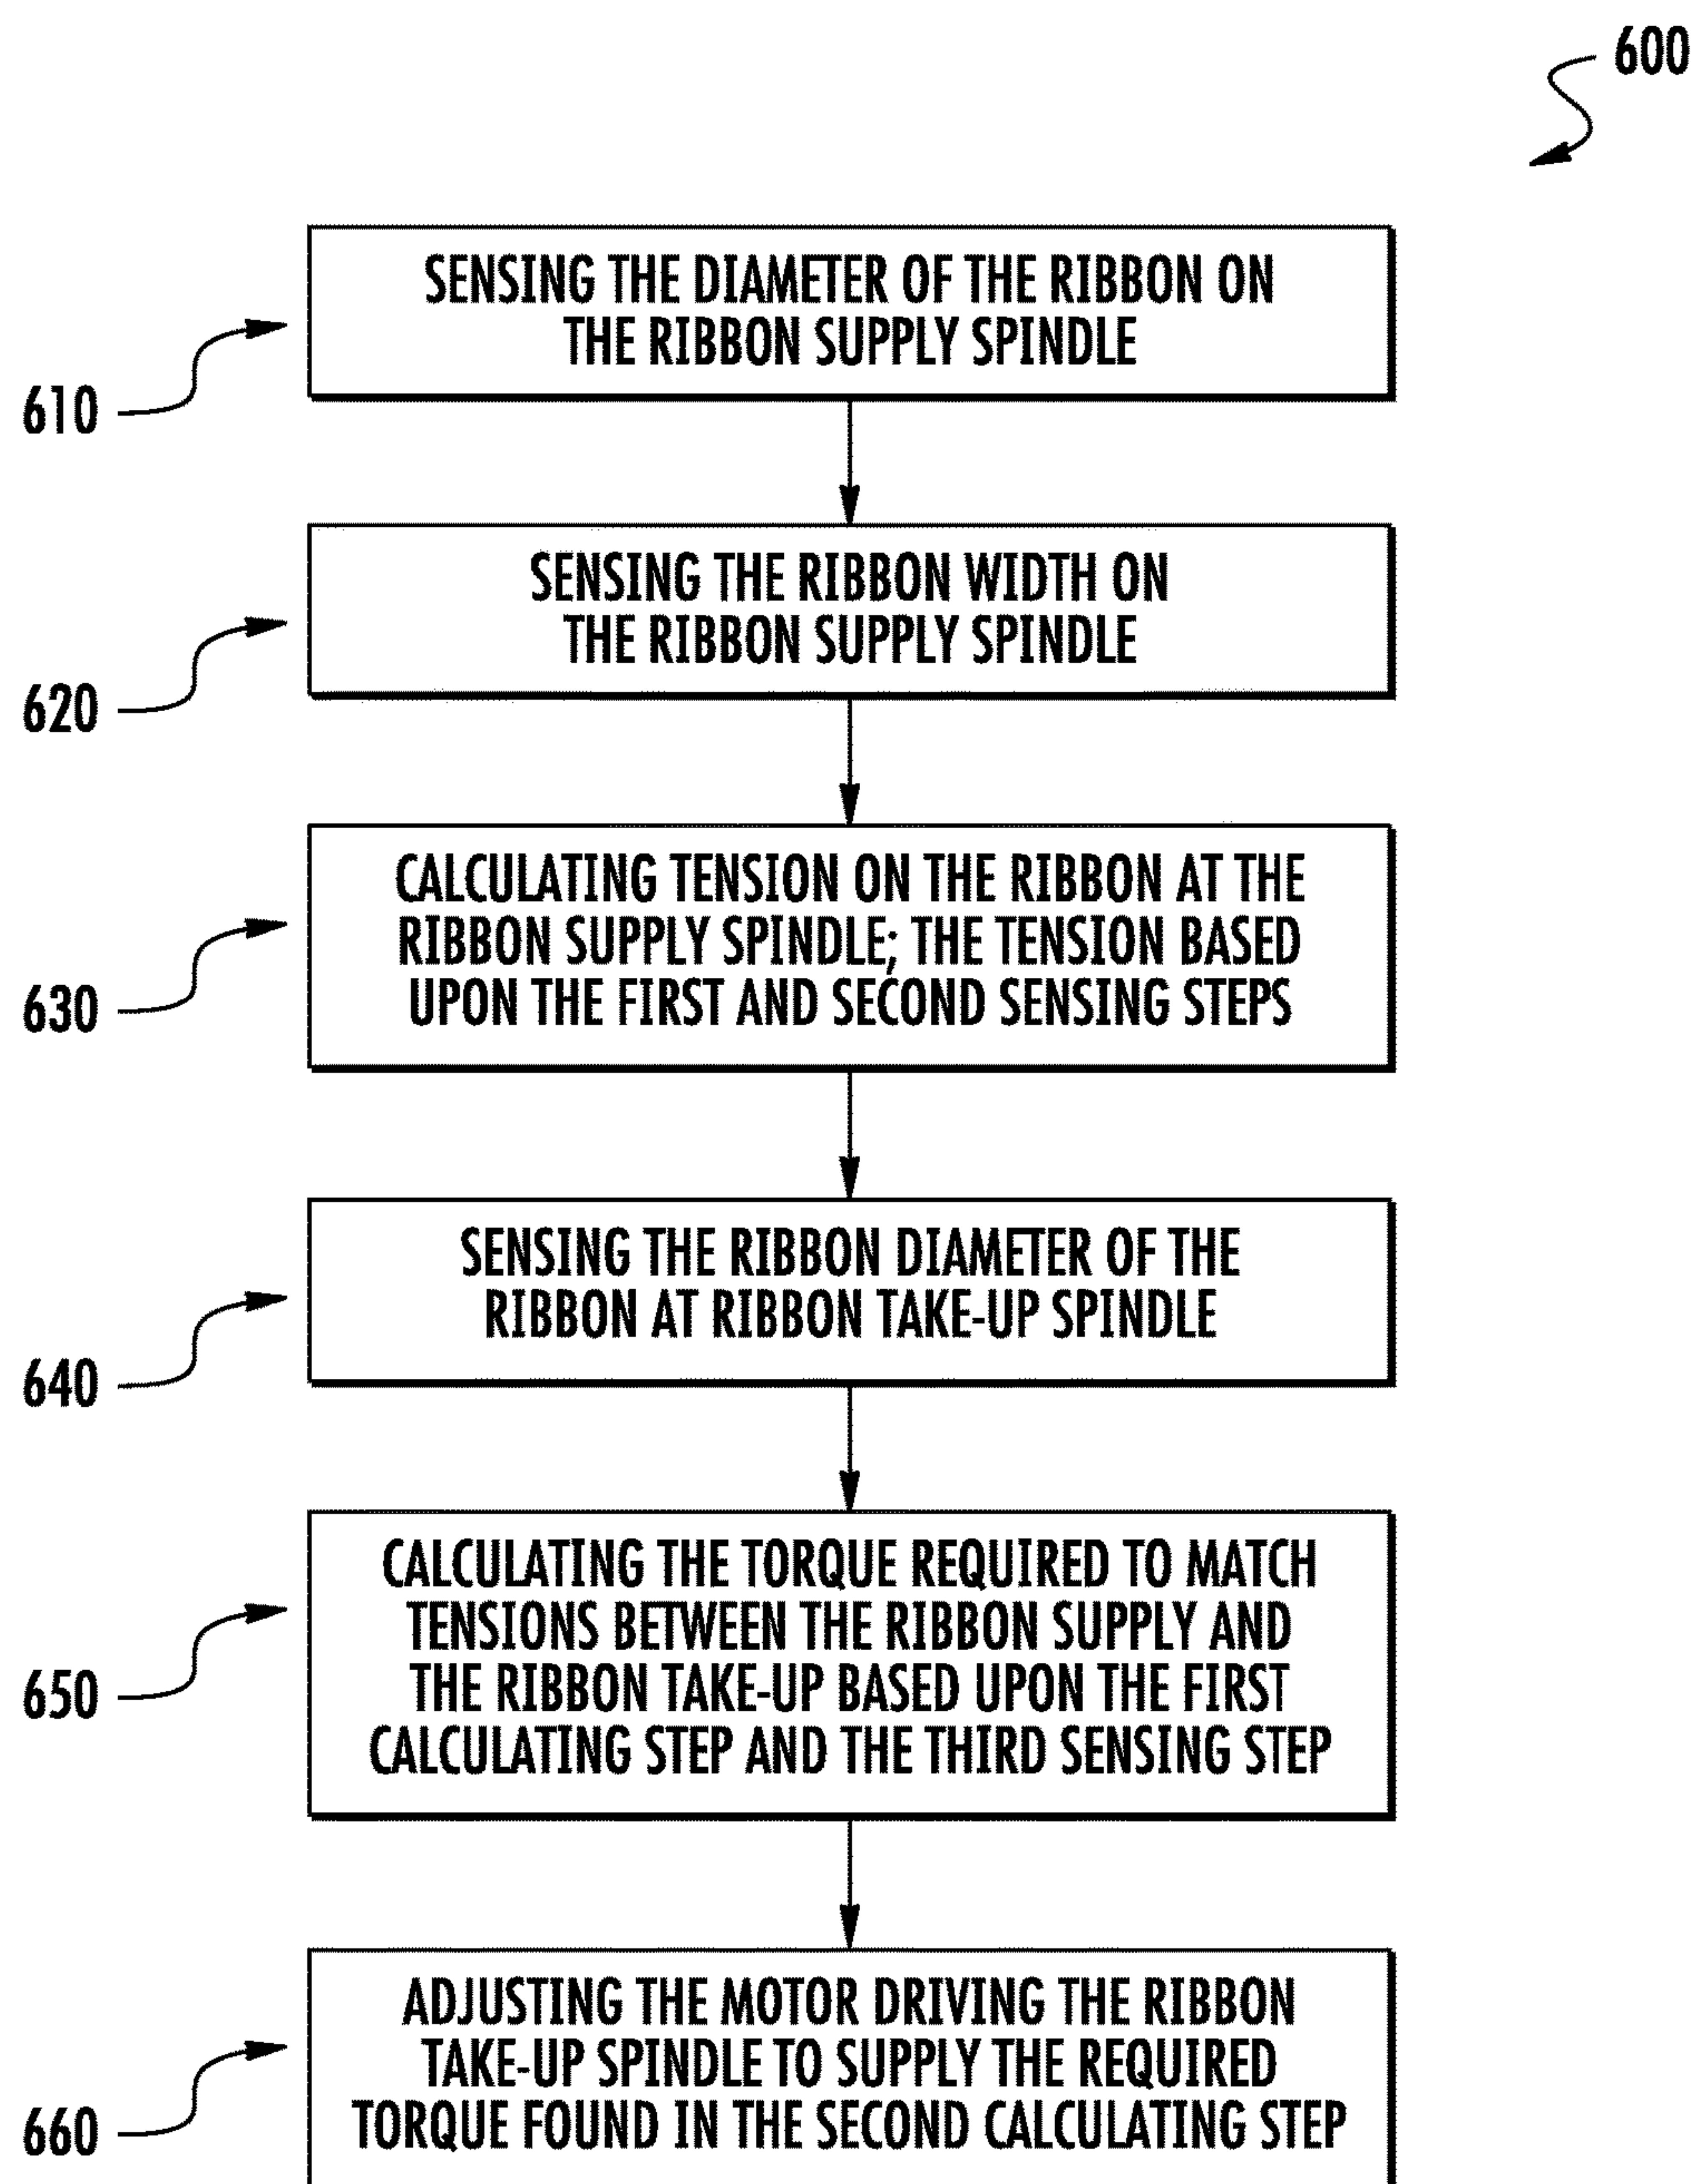 600
SENSING THE DIAMETER OF THE RIBBON ON
THE RIBBON SUPPLY SPINDLE
610
SENSING THE RIBBON WIDTH ON
THE RIBBON SUPPLY SPINDLE
620
CALCULATING TENSION ON THE RIBBON AT THE
RIBBON SUPPLY SPINDLE; THE TENSION BASED
UPON THE FIRST AND SECOND SENSING STEPS
630
SENSING THE RIBBON DIAMETER OF THE
RIBBON AT RIBBON TAKE-UP SPINDLE
640
CALCULATING THE TORQUE REQUIRED TO MATCH
TENSIONS BETWEEN THE RIBBON SUPPLY AND
THE RIBBON TAKE-UP BASED UPON THE FIRST
CALCULATING STEP AND THE THIRD SENSING STEP
650
ADJUSTING THE MOTOR DRIVING THE RIBBON
TAKE-UP SPINDLE TO SUPPLY THE REQUIRED
TORQUE FOUND IN THE SECOND CALCULATING STEP
660